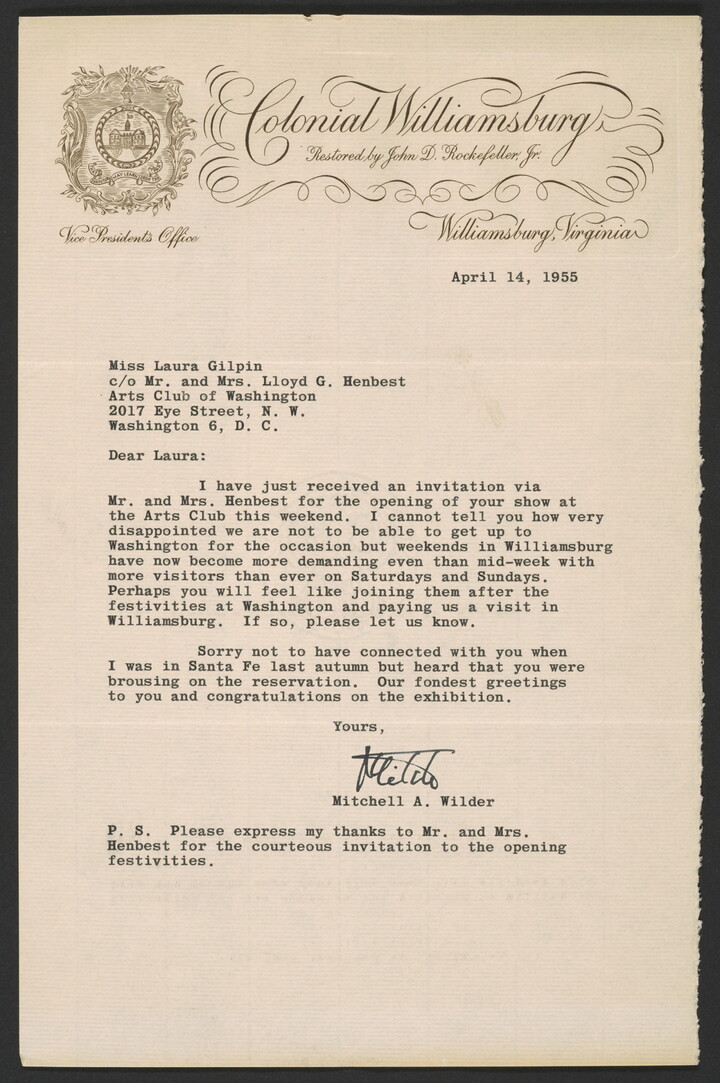 Colonial Williamsburg
Restored by John D. Rockefeller, Jr.
Vice President's Office
Williamsburg, Virginia
April 14, 1955
Miss Laura Gilpin
c/o Mr. and Mrs. Lloyd G. Henbest
Arts Club of Washington
2017 Eye Street, N. W.
Washington 6, D. C.
Dear Laura:
I have just received an invitation via
Mr. and Mrs. Henbest for the opening of your show at
the Arts Club this weekend. I cannot tell you how very
disappointed we are not to be able to get up to
Washington for the occasion but weekends in Williamsburg
have now become more demanding even than mid-week with
more visitors than ever on Saturdays and Sundays.
Perhaps you will feel like joining them after the
festivities at Washington and paying us a visit in
Williamsburg. If so, please let us know.
Sorry not to have connected with you when
I was in Santa Fe last autumn but heard that you were
brousing on the reservation. Our fondest greetings
to you and congratulations on the exhibition.
Yours,
Mitchell A. Wilder
P. S. Please express my thanks to Mr. and Mrs.
Henbest for the courteous invitation to the opening
festivities.